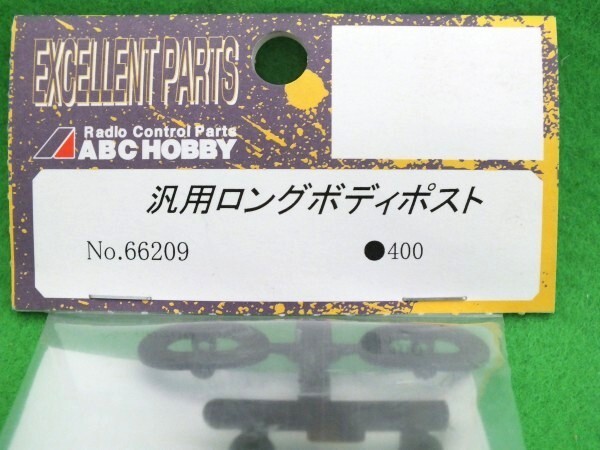 EXCELLENT PARTS
Radio Control Parts
ABC HOBBY
汎用ロングボディポスト
No.66209 ●400